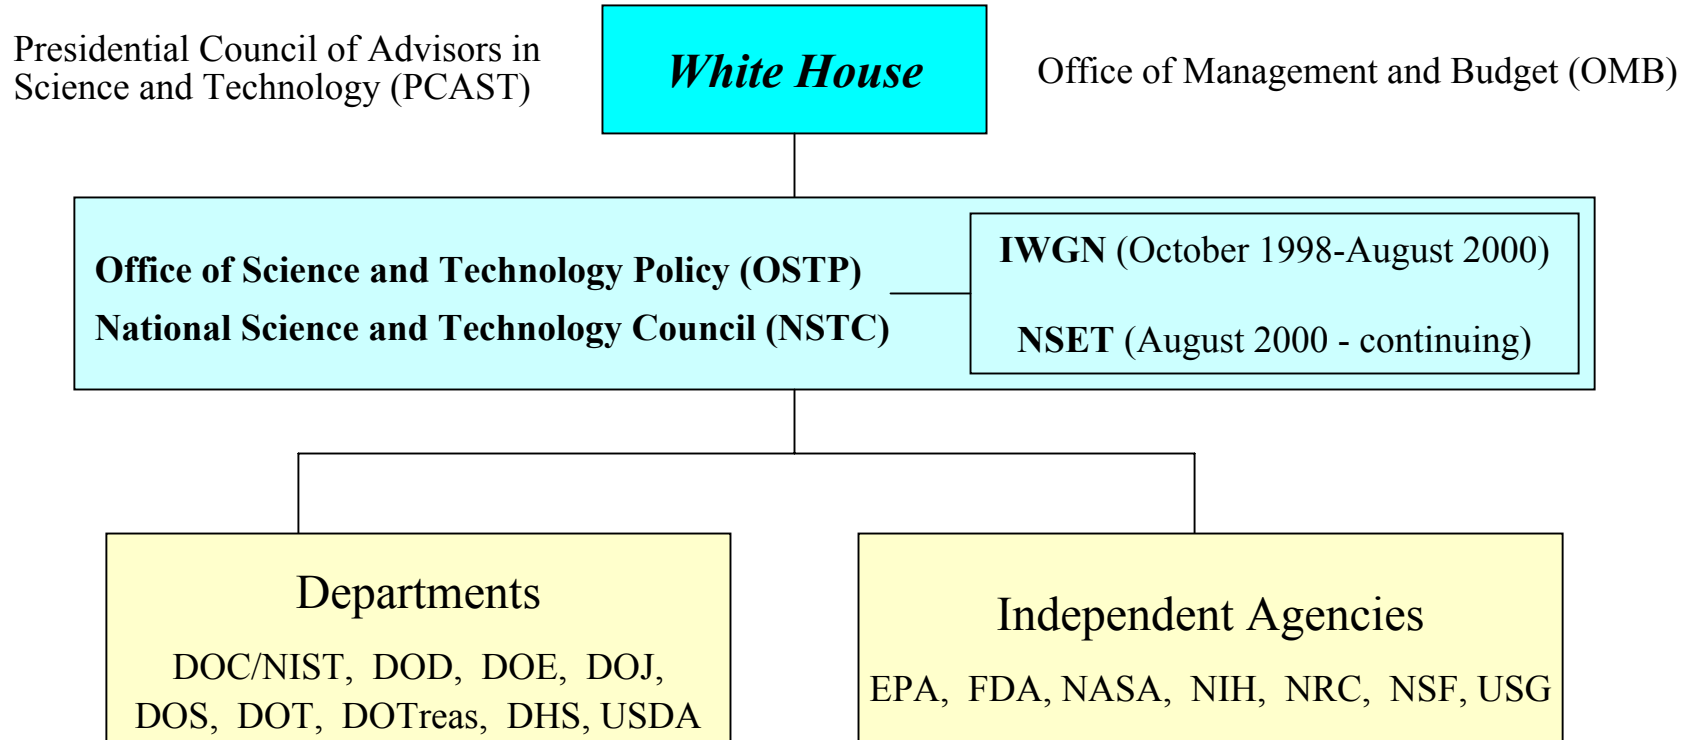 Presidential Council of Advisors in
Science and Technology (PCAST)
White House
Office of Management and Budget (OMB)
Office of Science and Technology Policy (OSTP)
National Science and Technology Council (NSTC)
IWGN (October 1998-August 2000)
NSET (August 2000 - continuing)
Departments
DOC/NIST, DOD, DOE, DOJ,
DOS, DOT, DOTreas, DHS, USDA
Independent Agencies
EPA, FDA, NASA, NIH, NRC, NSF, USG